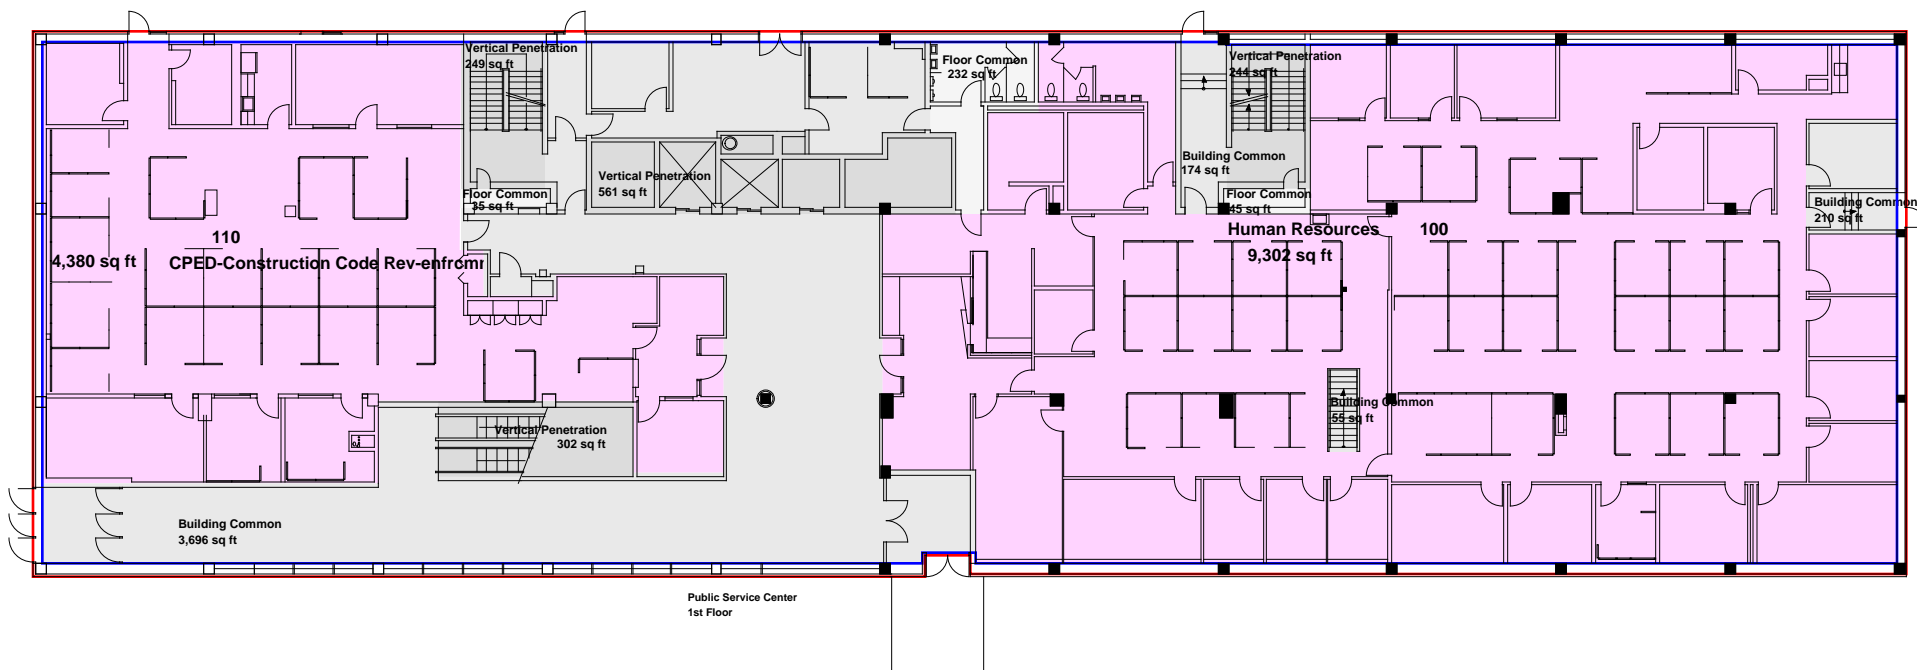 Vertical Penetration
249 sq ft
Floor Common
232 sq ft
Vertical Penetration
244 sq ft
Building Common
174 sq ft
Vertical Penetration
561 sq ft
Floor Common
35 sq ft
Floor Common
45 sq ft
Building Common
210 sq ft
110
4,380 sq ft
CPED-Construction Code Rev-enfrcmr
Human Resources 100
9,302 sq ft
Building Common
55 sq ft
Vertical Penetration
302 sq ft
Building Common
3,696 sq ft
Public Service Center
1st Floor